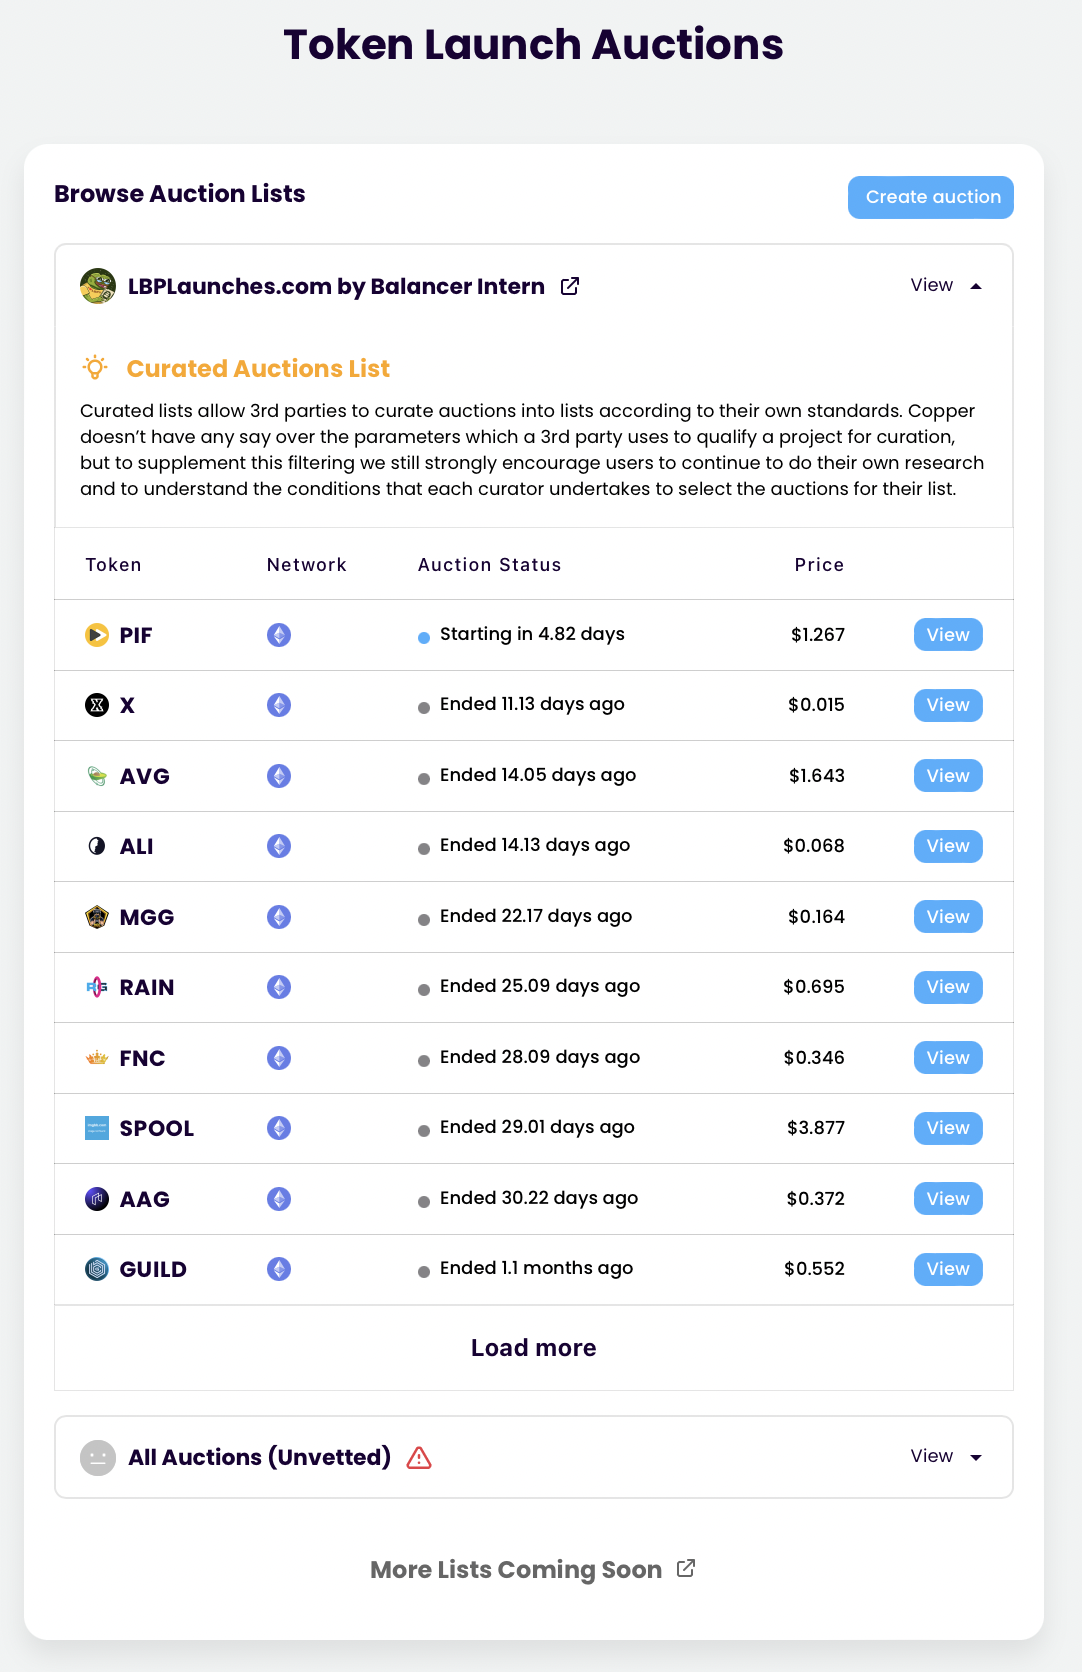 Token Launch Auctions
Browse Auction Lists
Create auction
LBPLaunches.com by Balancer Intern
View
Curated Auctions List
Curated lists allow 3rd parties to curate auctions into lists according to their own standards. Copper
doesn’t have any say over the parameters which a 3rd party uses to qualify a project for curation,
but to supplement this filtering we still strongly encourage users to continue to do their own research
and to understand the conditions that each curator undertakes to select the auctions for their list.
Token Network Auction Status Price
PIF Starting in 4.82 days $1.267 View
X Ended 11.13 days ago $0.015 View
AVG Ended 14.05 days ago $1.643 View
ALI Ended 14.13 days ago $0.068 View
MGG Ended 22.17 days ago $0.164 View
RAIN Ended 25.09 days ago $0.695 View
FNC Ended 28.09 days ago $0.346 View
SPOOL Ended 29.01 days ago $3.877 View
AAG Ended 30.22 days ago $0.372 View
GUILD Ended 1.1 months ago $0.552 View
Load more
All Auctions (Unvetted)
View
More Lists Coming Soon